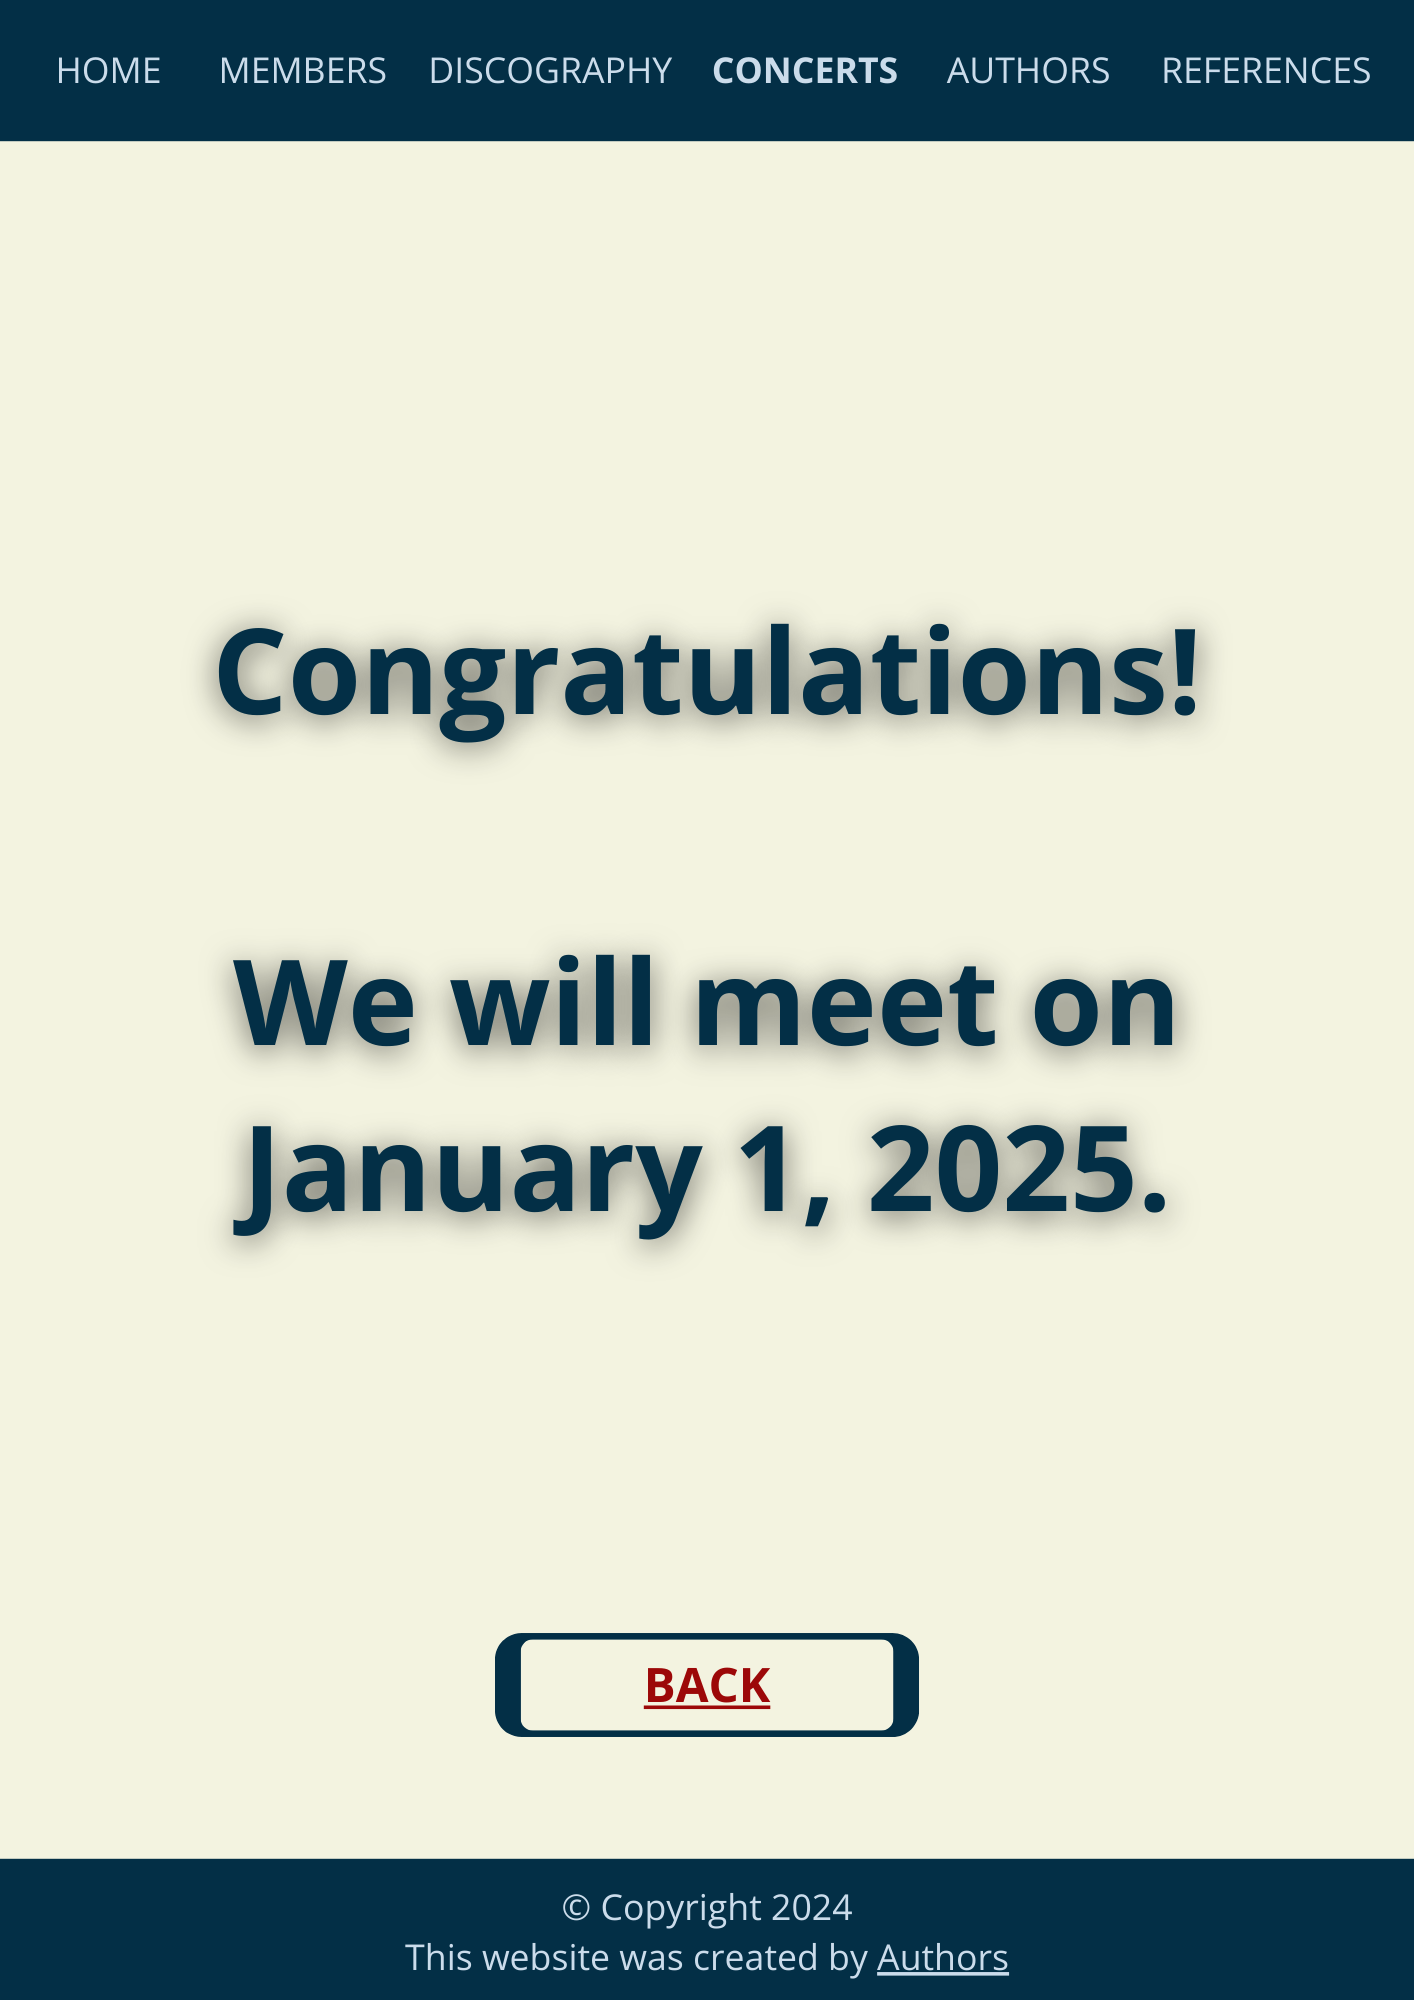 HOME MEMBERS DISCOGRAPHY CONCERTS AUTHORS REFERENCES
Congratulations!
We will meet on
January 1, 2025.
BACK
© Copyright 2024
This website was created by Authors